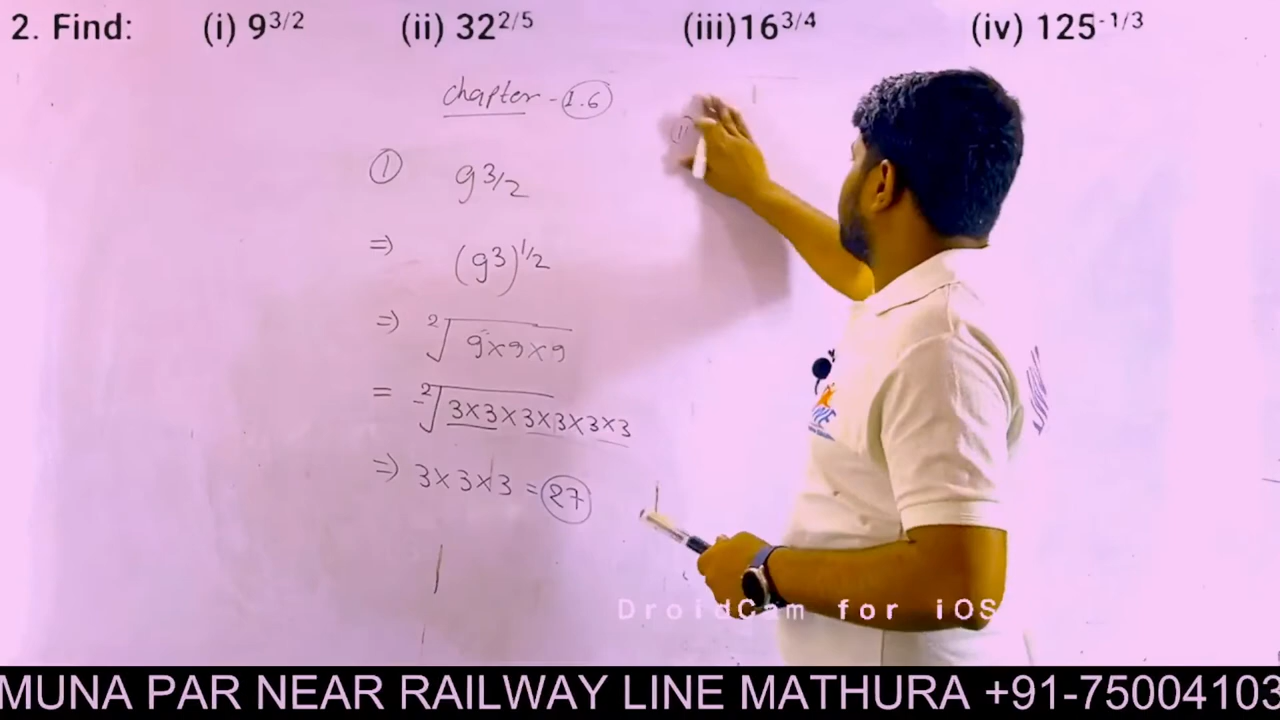 2. Find: (i) 9^3/2 (ii) 32^2/5 (iii)16^3/4 (iv) 125^-1/3
chapter - 1.6
① 9^3/2
⇒ (9^3)^1/2
⇒ ²√9×9×9
= ²√3×3×3×3×3×3
⇒ 3×3×3 = 27
DroidCam for iOS
MUNA PAR NEAR RAILWAY LINE MATHURA +91-75004103